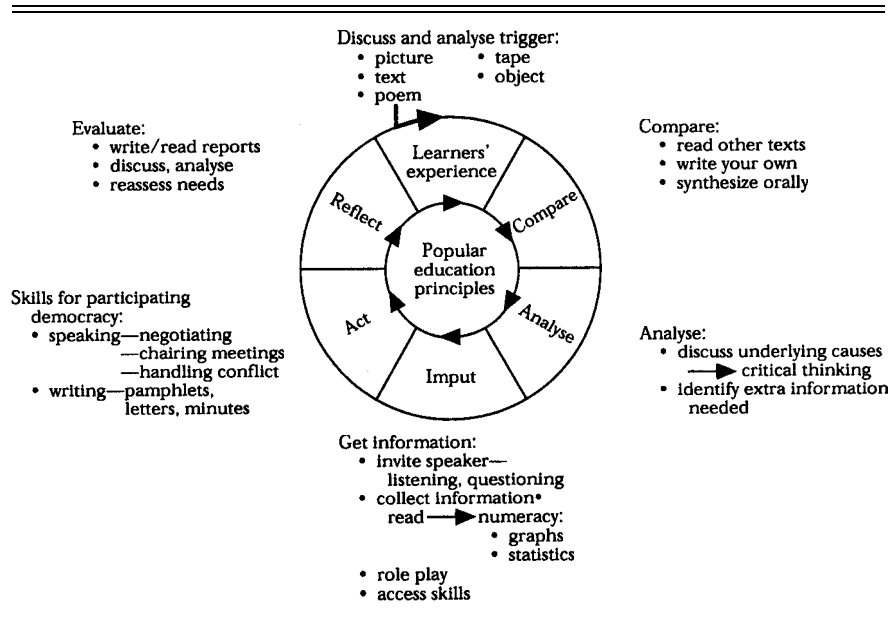 Discuss and analyse trigger:
• picture • tape
• text • object
• poem
Evaluate:
• write/read reports
• discuss, analyse
• reassess needs
Compare:
• read other texts
• write your own
• synthesize orally
Learners'
experience
Reflect
Compare
Popular
education
principles
Act
Analyse
Imput
Skills for participating
democracy:
• speaking—negotiating
—chairing meetings
—handling conflict
• writing—pamphlets,
letters, minutes
Analyse:
• discuss underlying causes
→ critical thinking
• identify extra information
needed
Get information:
• invite speaker—
listening, questioning
• collect information•
read → numeracy:
• graphs
• statistics
• role play
• access skills